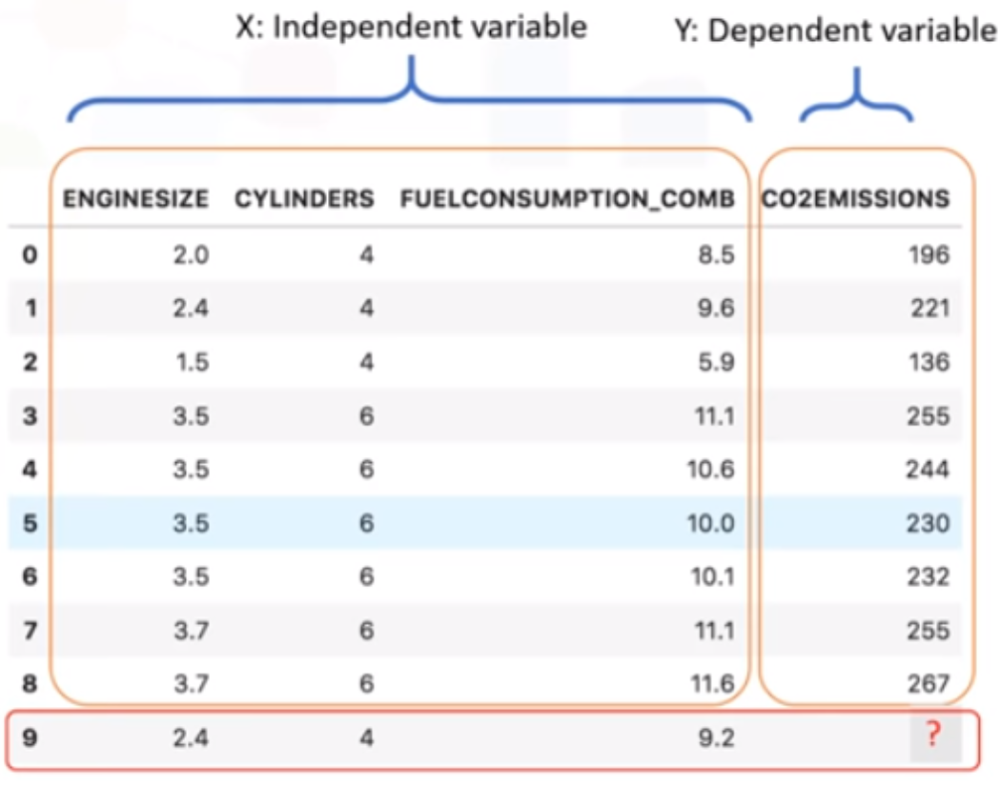 X: Independent variable Y: Dependent variable
ENGINESIZE CYLINDERS FUELCONSUMPTION_COMB CO2EMISSIONS
0 2.0 4 8.5 196
1 2.4 4 9.6 221
2 1.5 4 5.9 136
3 3.5 6 11.1 255
4 3.5 6 10.6 244
5 3.5 6 10.0 230
6 3.5 6 10.1 232
7 3.7 6 11.1 255
8 3.7 6 11.6 267
9 2.4 4 9.2 ?